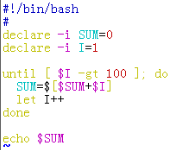 #!/bin/bash
#
declare -i SUM=0
declare -i I=1
until [ $I -gt 100 ]; do
SUM=$[$SUM+$I]
let I++
done
echo $SUM